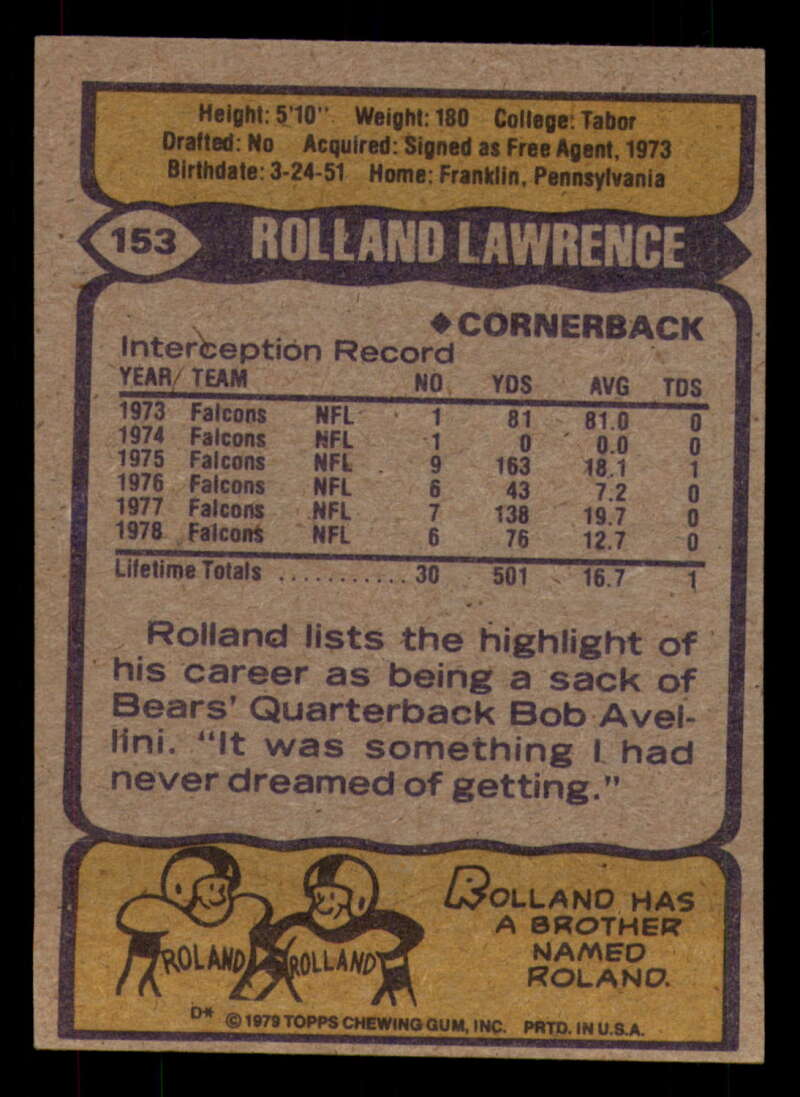 Height: 5'10" Weight: 180 College: Tabor
Drafted: No Acquired: Signed as Free Agent, 1973
Birthdate: 3-24-51 Home: Franklin, Pennsylvania
153 ROLLAND LAWRENCE
◆CORNERBACK
Interception Record
YEAR/TEAM NO YDS AVG TDS
1973 Falcons NFL 1 81 81.0 0
1974 Falcons NFL 1 0 0.0 0
1975 Falcons NFL 9 163 18.1 1
1976 Falcons NFL 6 43 7.2 0
1977 Falcons NFL 7 138 19.7 0
1978 Falcons NFL 6 76 12.7 0
Lifetime Totals ............ 30 501 16.7 1
Rolland lists the highlight of
his career as being a sack of
Bears' Quarterback Bob Avel-
lini. "It was something I had
never dreamed of getting."
ROLLAND HAS
A BROTHER
NAMED
ROLAND.
ROLAND ROLLAND
D* © 1979 TOPPS CHEWING GUM, INC. PRTD. IN U.S.A.